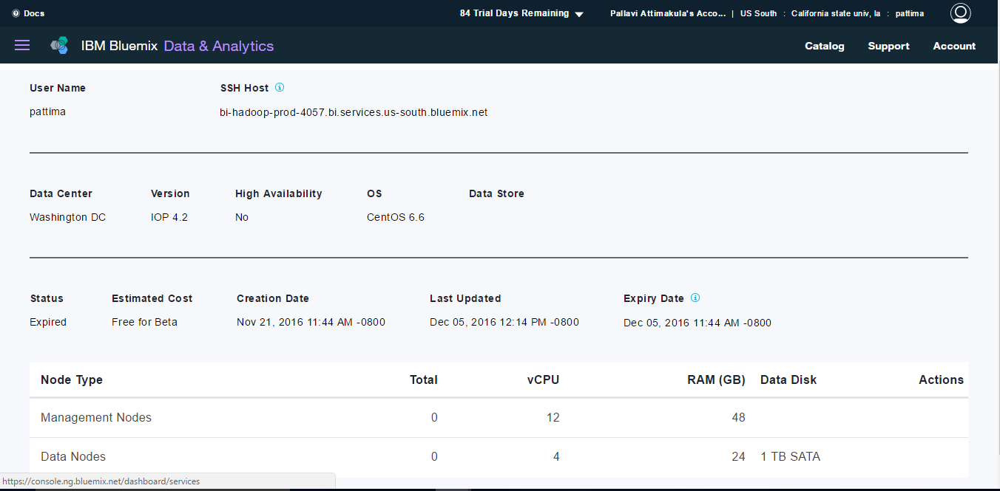 Docs 84 Trial Days Remaining Pallavi Attimakula's Acco... | US South : California state univ, la : pattima
IBM Bluemix Data & Analytics Catalog Support Account
User Name SSH Host
pattima bi-hadoop-prod-4057.bi.services.us-south.bluemix.net
Data Center Version High Availability OS Data Store
Washington DC IOP 4.2 No CentOS 6.6
Status Estimated Cost Creation Date Last Updated Expiry Date
Expired Free for Beta Nov 21, 2016 11:44 AM -0800 Dec 05, 2016 12:14 PM -0800 Dec 05, 2016 11:44 AM -0800
Node Type Total vCPU RAM (GB) Data Disk Actions
Management Nodes 0 12 48
Data Nodes 0 4 24 1 TB SATA
https://console.ng.bluemix.net/dashboard/services